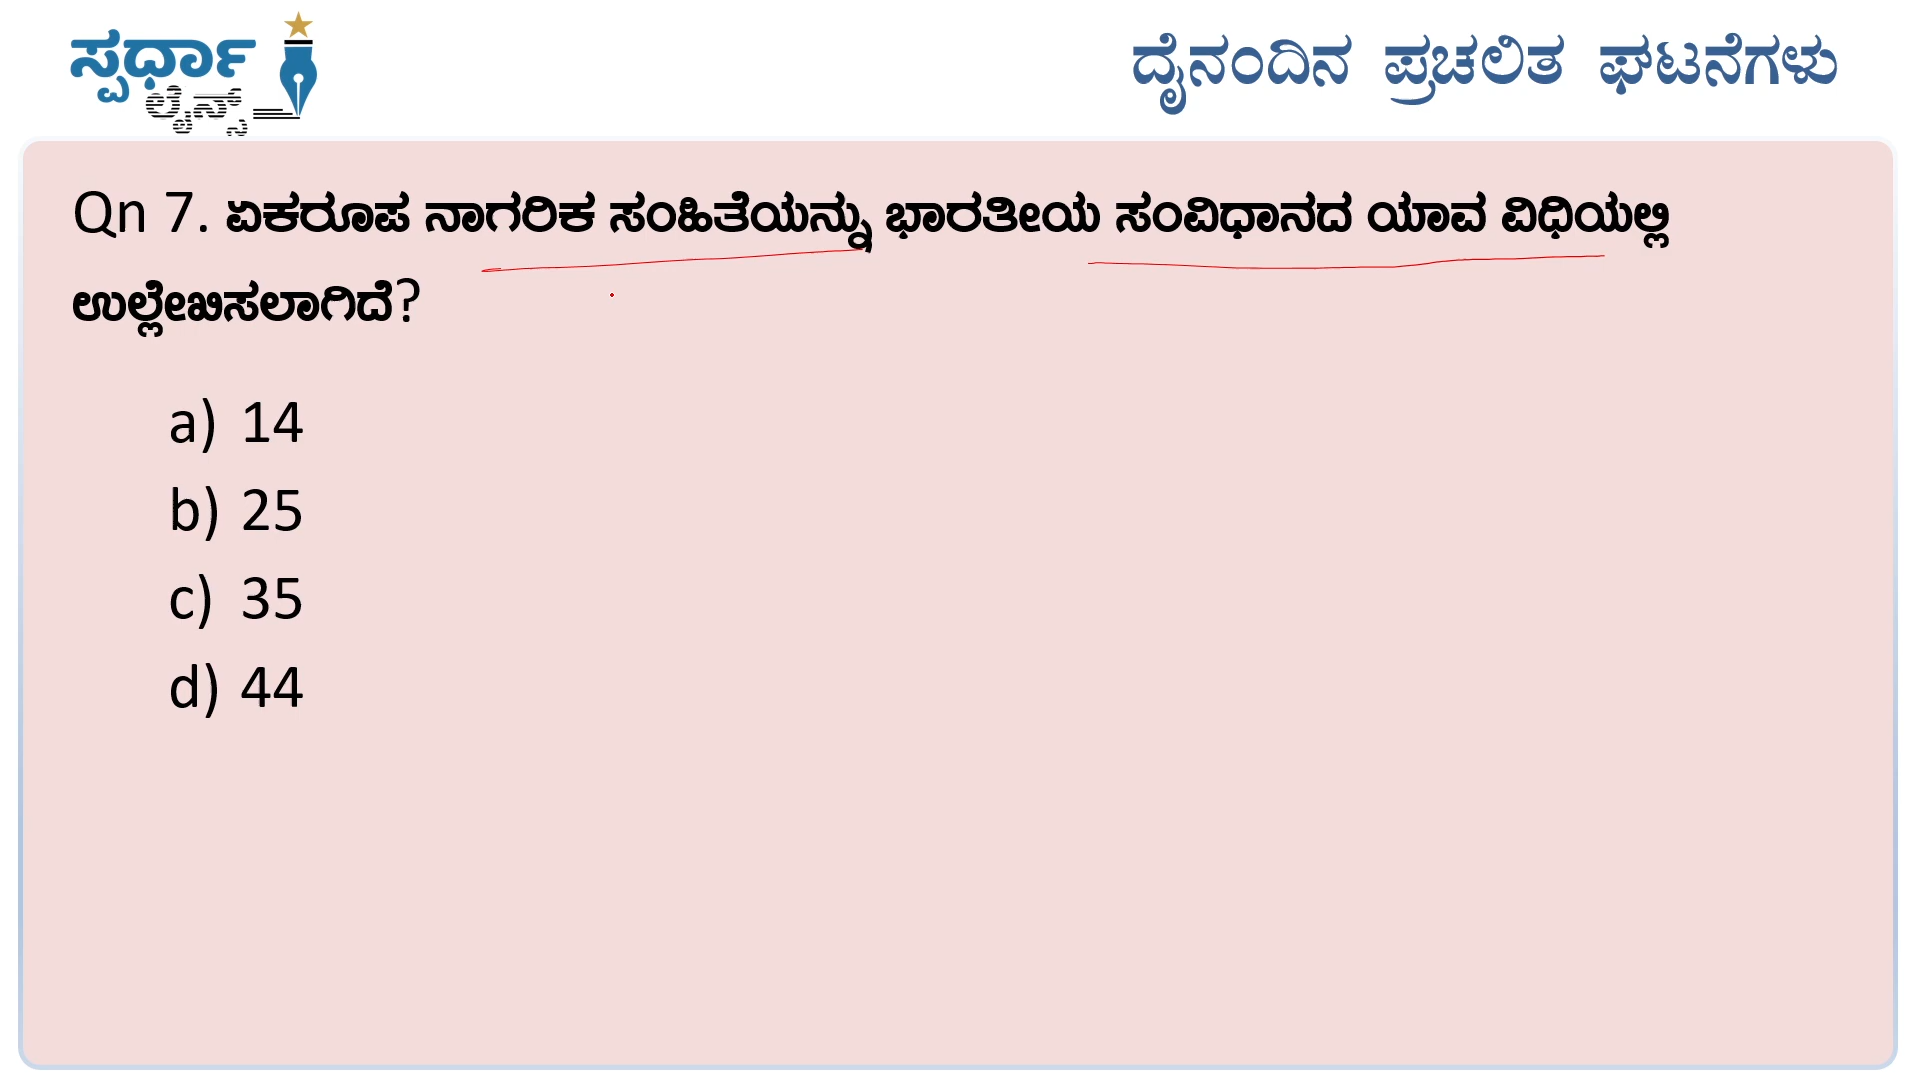 ಸ್ಪರ್ಧಾ
ಲೈನ್ಸ್
ದೈನಂದಿನ ಪ್ರಚಲಿತ ಘಟನೆಗಳು
Qn 7. ಏಕರೂಪ ನಾಗರಿಕ ಸಂಹಿತೆಯನ್ನು ಭಾರತೀಯ ಸಂವಿಧಾನದ ಯಾವ ವಿಧಿಯಲ್ಲಿ
ಉಲ್ಲೇಖಿಸಲಾಗಿದೆ?
a) 14
b) 25
c) 35
d) 44